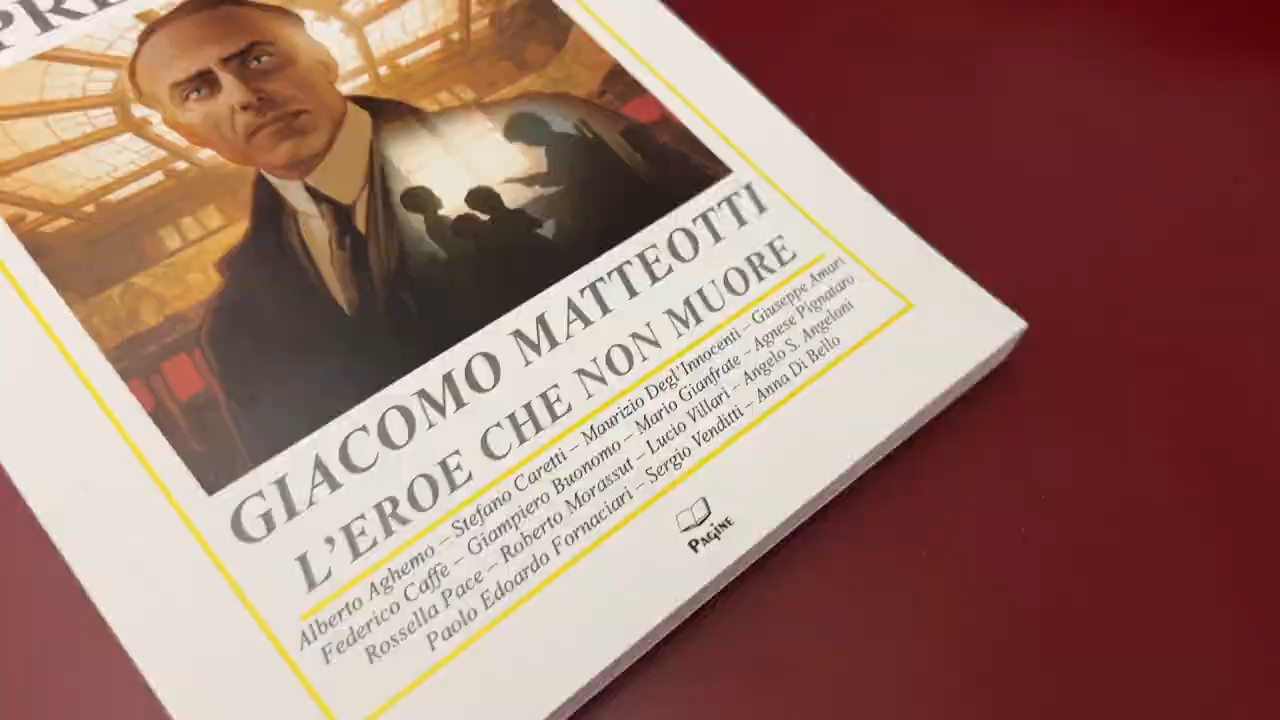 PRE
GIACOMO MATTEOTTI
L'EROE CHE NON MUORE
Alberto Aghemo – Stefano Caretti – Maurizio Degl'Innocenti – Giuseppe Amari
Federico Caffe – Giampiero Buonomo – Mario Gianfrate – Agnese Pignataro
Rossella Pace – Roberto Morassut – Lucio Villari – Angelo S. Angeloni
Paolo Edoardo Fornaciari – Sergio Venditti – Anna Di Bello
PAGINE